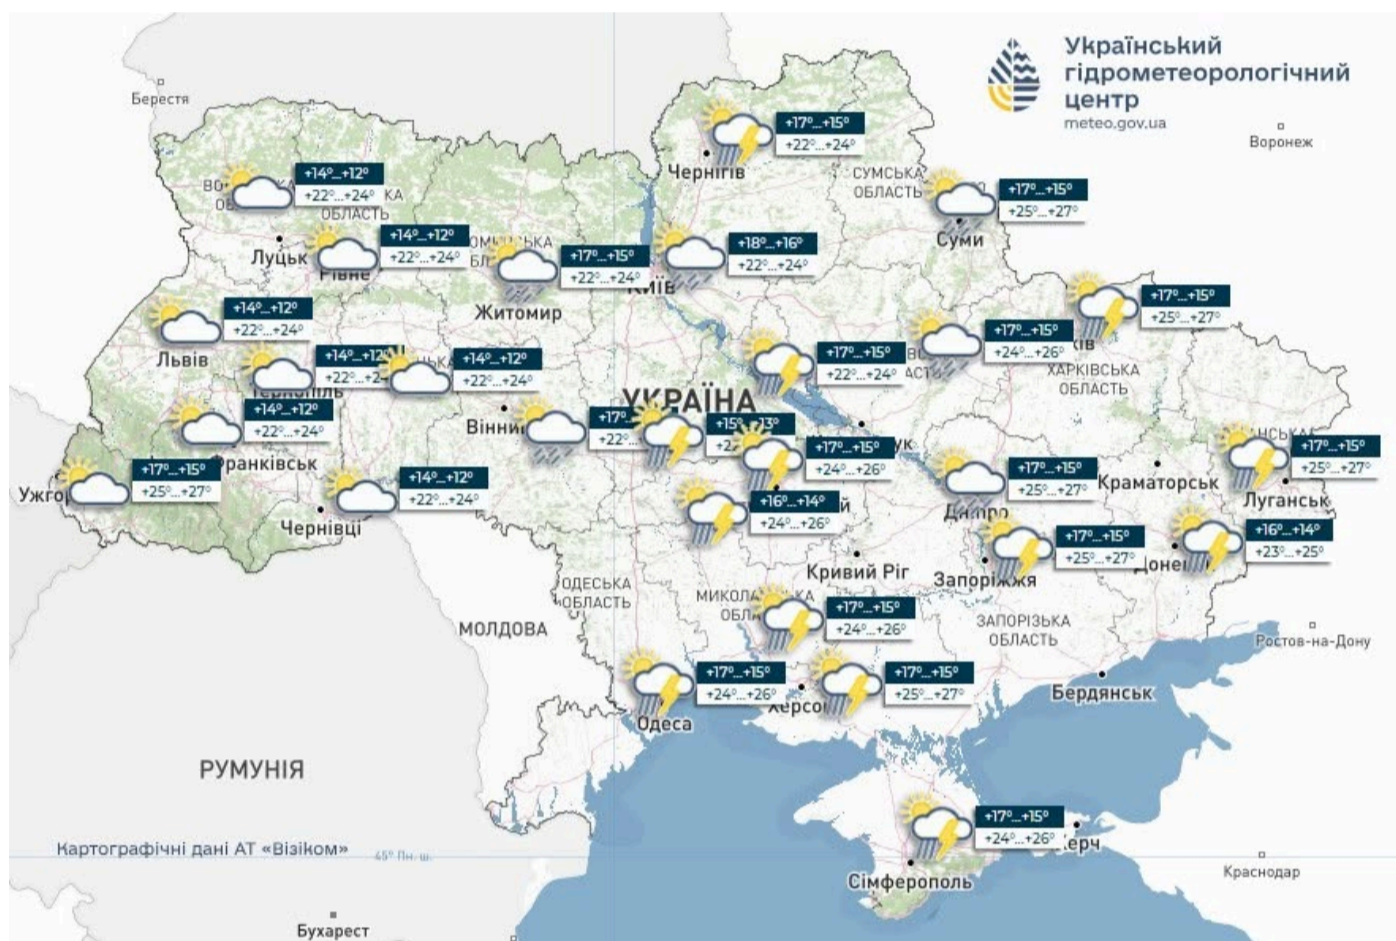 Український
гідрометеорологічний
центр
meteo.gov.ua
Берестя
Воронеж
+17°...+15°
+22°...+24°
Чернігів
СУМСЬКА
ОБЛАСТЬ
+14°...+12°
+22°...+24°
ОБЛАСТЬ
+17°...+15°
+25°...+27°
Суми
+14°...+12°
+22°...+24°
Луцьк
Рівне
+17°...+15°
+22°...+24°
+18°...+16°
+22°...+24°
Київ
Житомир
+14°...+12°
+22°...+24°
Львів
+17°...+15°
+25°...+27°
+17°...+15°
+24°...+26°
ХАРКІВСЬКА
ОБЛАСТЬ
+14°...+12°
Тернопіль
+14°...+12°
+22°...+24°
+17°...+15°
+22°...+24°
УКРАЇНА
+14°...+12°
+22°...+24°
+17°...+15°
+24°...+26°
+17°...+15°
+25°...+27°
Луганськ
Краматорськ
+17°...+15°
+25°...+27°
+14°...+12°
+22°...+24°
Чернівці
+17°...+15°
+25°...+27°
Дніпро
+16°...+14°
+24°...+26°
+17°...+15°
+25°...+27°
Запоріжжя
+16°...+14°
+23°...+25°
Кривий Ріг
ОДЕСЬКА
ОБЛАСТЬ
+17°...+15°
+24°...+26°
ЗАПОРІЗЬКА
ОБЛАСТЬ
МОЛДОВА
Ростов-на-Дону
+17°...+15°
+24°...+26°
Одеса
+17°...+15°
+25°...+27°
Бердянськ
РУМУНІЯ
+17°...+15°
+24°...+26°
Сімферополь
Картографічні дані АТ «Візіком»
45° Пн. ш.
Краснодар
Бухарест